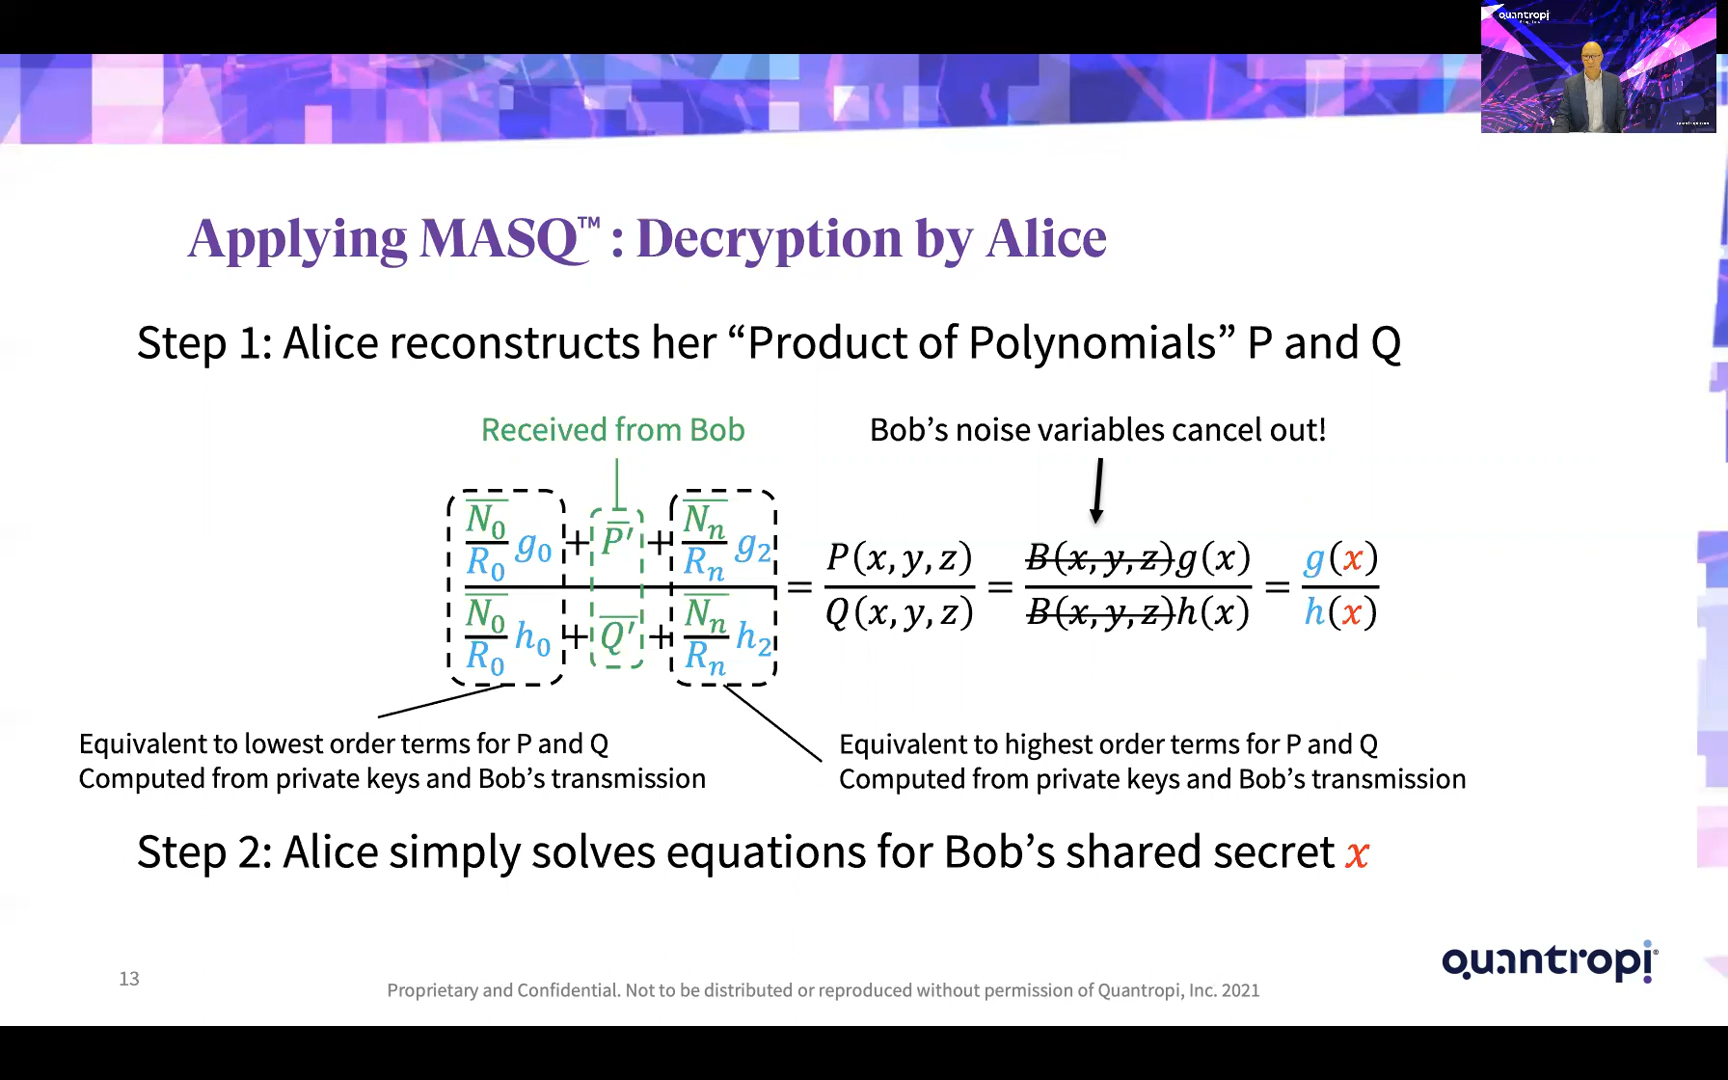 quantropi
Applying MASQ™ : Decryption by Alice
Step 1: Alice reconstructs her “Product of Polynomials” P and Q
Received from Bob
Bob’s noise variables cancel out!
N̅₀/R₀ g₀ + P̅′ + N̅ₙ/Rₙ g₂ = P(x, y, z) = B(x, y, z)g(x) = g(x)
N̅₀/R₀ h₀ + Q̅′ + N̅ₙ/Rₙ h₂ Q(x, y, z) B(x, y, z)h(x) h(x)
Equivalent to lowest order terms for P and Q
Computed from private keys and Bob’s transmission
Equivalent to highest order terms for P and Q
Computed from private keys and Bob’s transmission
Step 2: Alice simply solves equations for Bob’s shared secret x
quantropi
13
Proprietary and Confidential. Not to be distributed or reproduced without permission of Quantropi, Inc. 2021